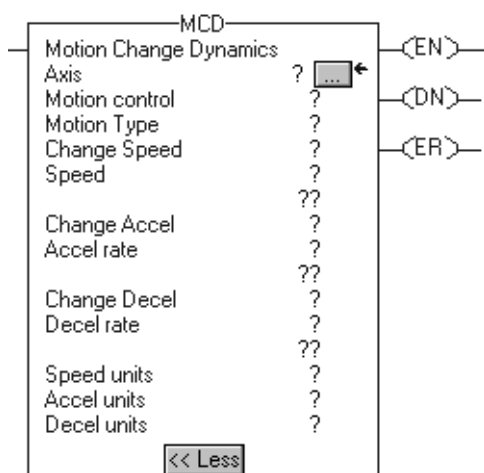 MCD
Motion Change Dynamics (EN)
Axis ? ...
Motion control ? (DN)
Motion Type ?
Change Speed ? (ER)
Speed ?
??
Change Accel ?
Accel rate ?
??
Change Decel ?
Decel rate ?
??
Speed units ?
Accel units ?
Decel units ?
<< Less